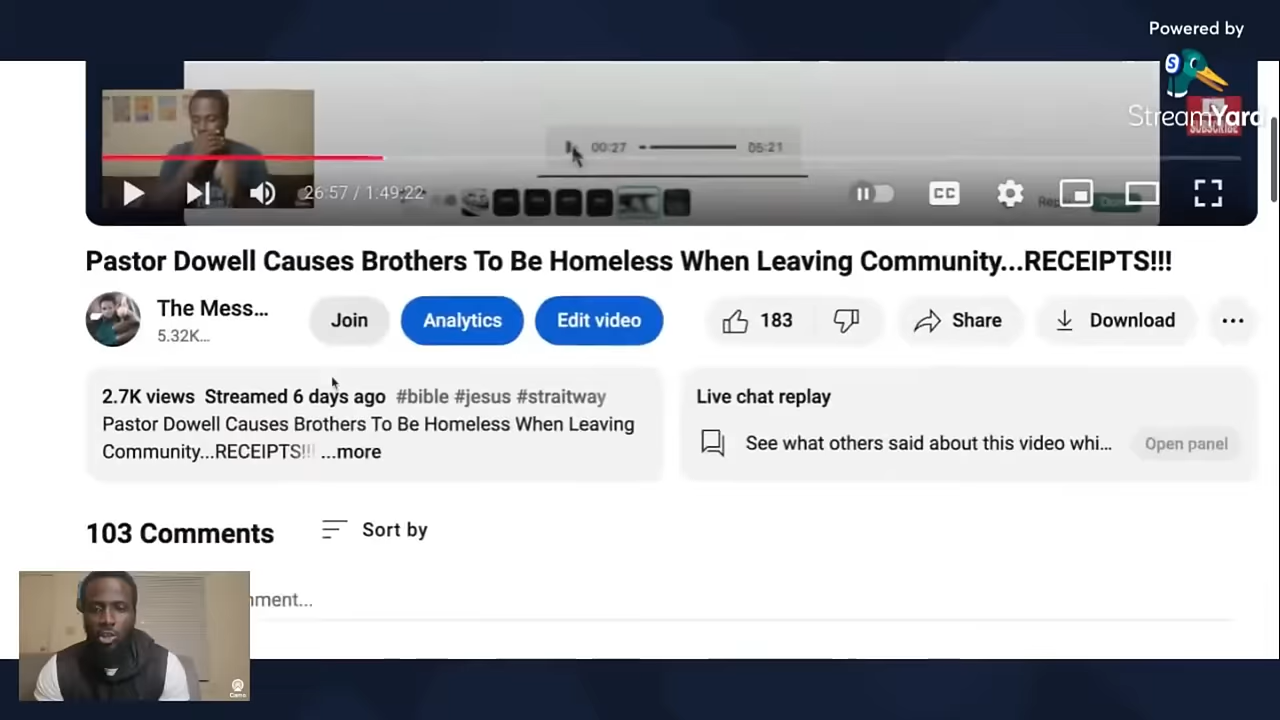 Powered by
StreamYard
SUBSCRIBE
00:27
05:21
26:57 / 1:49:22
CC
Pastor Dowell Causes Brothers To Be Homeless When Leaving Community...RECEIPTS!!!
The Mess...
5.32K...
Join
Analytics
Edit video
183
Share
Download
2.7K views Streamed 6 days ago #bible #jesus #straitway
Pastor Dowell Causes Brothers To Be Homeless When Leaving
Community...RECEIPTS!!! ...more
Live chat replay
See what others said about this video whi...
Open panel
103 Comments
Sort by
mment...